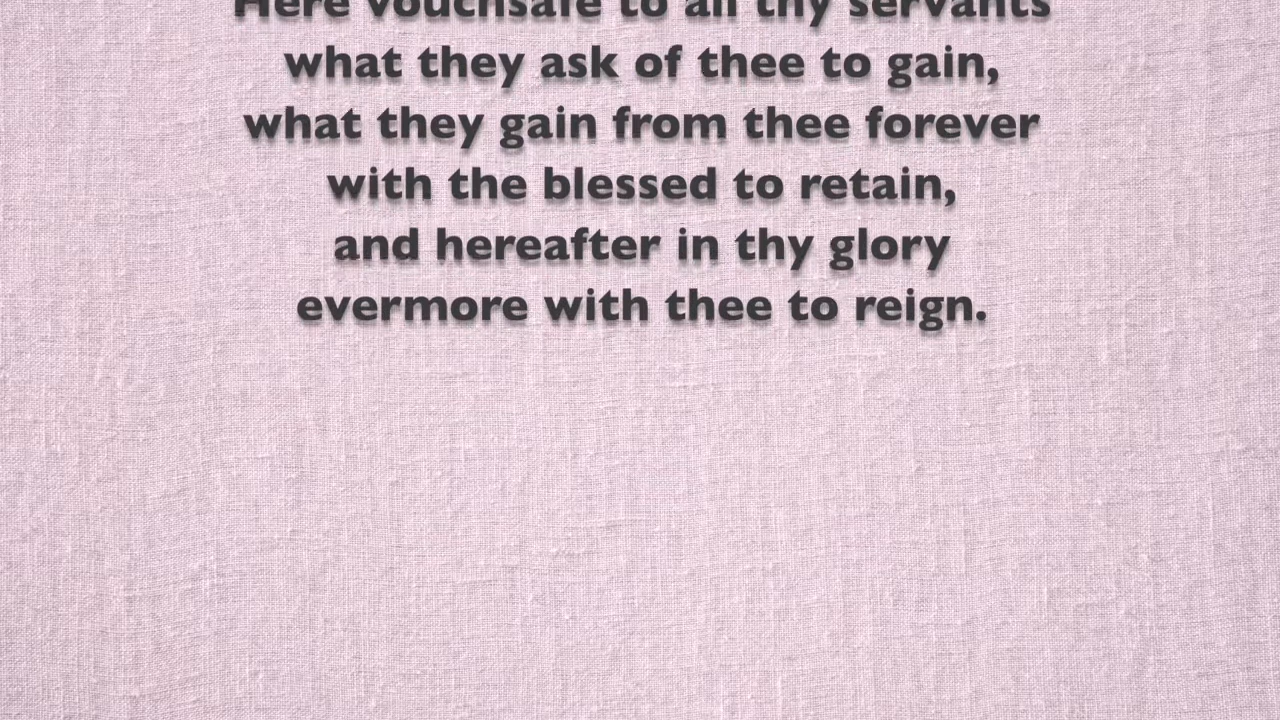 Here vouchsafe to all thy servants
what they ask of thee to gain,
what they gain from thee forever
with the blessed to retain,
and hereafter in thy glory
evermore with thee to reign.